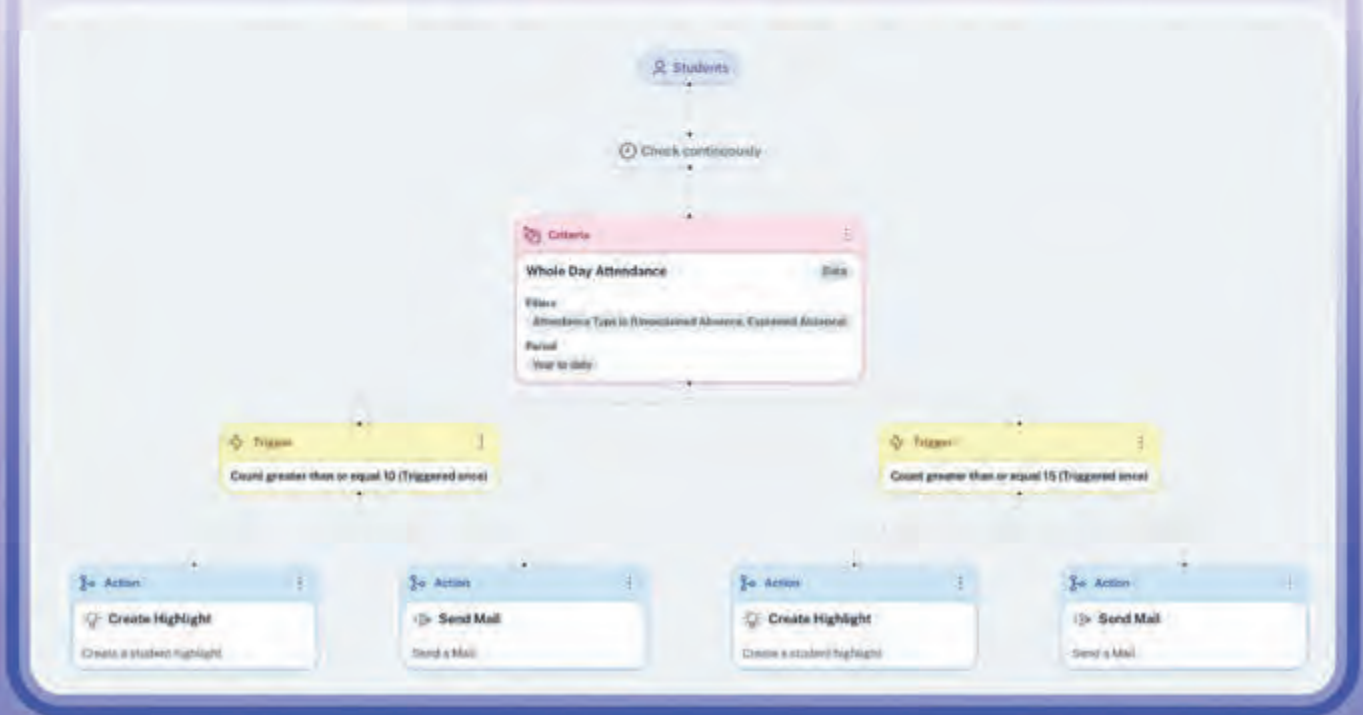 Students
Check continuously
Criteria
Whole Day Attendance
Data
Filters
Attendance Type is (Unexplained Absence, Explained Absence)
Period
Year to date
Trigger
Count greater than or equal 10 (Triggered once)
Trigger
Count greater than or equal 15 (Triggered once)
Action
Create Highlight
Create a student highlight
Action
Send Mail
Send a Mail
Action
Create Highlight
Create a student highlight
Action
Send Mail
Send a Mail